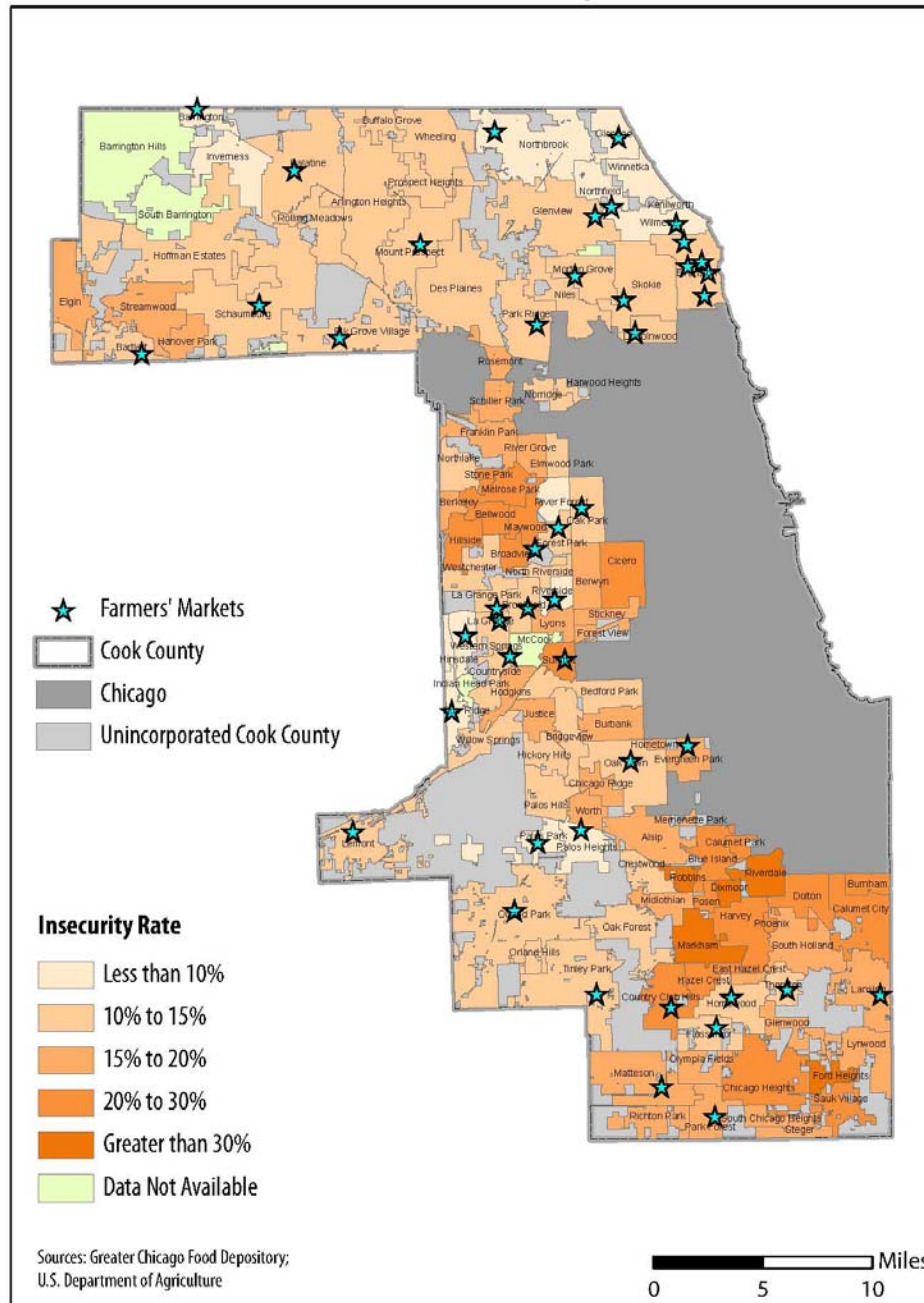 Barrington
Buffalo Grove
Wheeling
Barrington Hills
Inverness
Northbrook
Glencoe
Winnetka
Palatine
Prospect Heights
Northfield
Kenilworth
South Barrington
Arlington Heights
Rolling Meadows
Glenview
Wilmette
Hoffman Estates
Mount Prospect
Morton Grove
Elgin
Des Plaines
Skokie
Niles
Streamwood
Schaumburg
Park Ridge
Hanover Park
Elk Grove Village
Lincolnwood
Bartlett
Rosemont
Harwood Heights
Norridge
Schiller Park
Franklin Park
River Grove
Northlake
Elmwood Park
Stone Park
Melrose Park
River Forest
Berkeley
Bellwood
Oak Park
Maywood
Hillside
Forest Park
Broadview
Cicero
Westchester
North Riverside
Berwyn
La Grange Park
Riverside
Brookfield
Stickney
La Grange
Lyons
Forest View
McCook
Western Springs
Hinsdale
Summit
Countryside
Indian Head Park
Hodgkins
Bedford Park
Ridge
Justice
Burbank
Willow Springs
Bridgeview
Hometown
Hickory Hills
Oak Lawn
Evergreen Park
Chicago Ridge
Palos Hills
Worth
Merrionette Park
Lemont
Palos Park
Alsip
Calumet Park
Palos Heights
Blue Island
Crestwood
Riverdale
Robbins
Dixmoor
Burnham
Midlothian
Posen
Dolton
Calumet City
Orland Park
Harvey
Phoenix
Oak Forest
Markham
South Holland
Orland Hills
Tinley Park
East Hazel Crest
Hazel Crest
Thornton
Country Club Hills
Homewood
Lansing
Flossmoor
Glenwood
Lynwood
Olympia Fields
Matteson
Ford Heights
Chicago Heights
Sauk Village
Richton Park
South Chicago Heights
Park Forest
Steger
Farmers' Markets
Cook County
Chicago
Unincorporated Cook County
Insecurity Rate
Less than 10%
10% to 15%
15% to 20%
20% to 30%
Greater than 30%
Data Not Available
Sources: Greater Chicago Food Depository;
U.S. Department of Agriculture
Miles
0 5 10